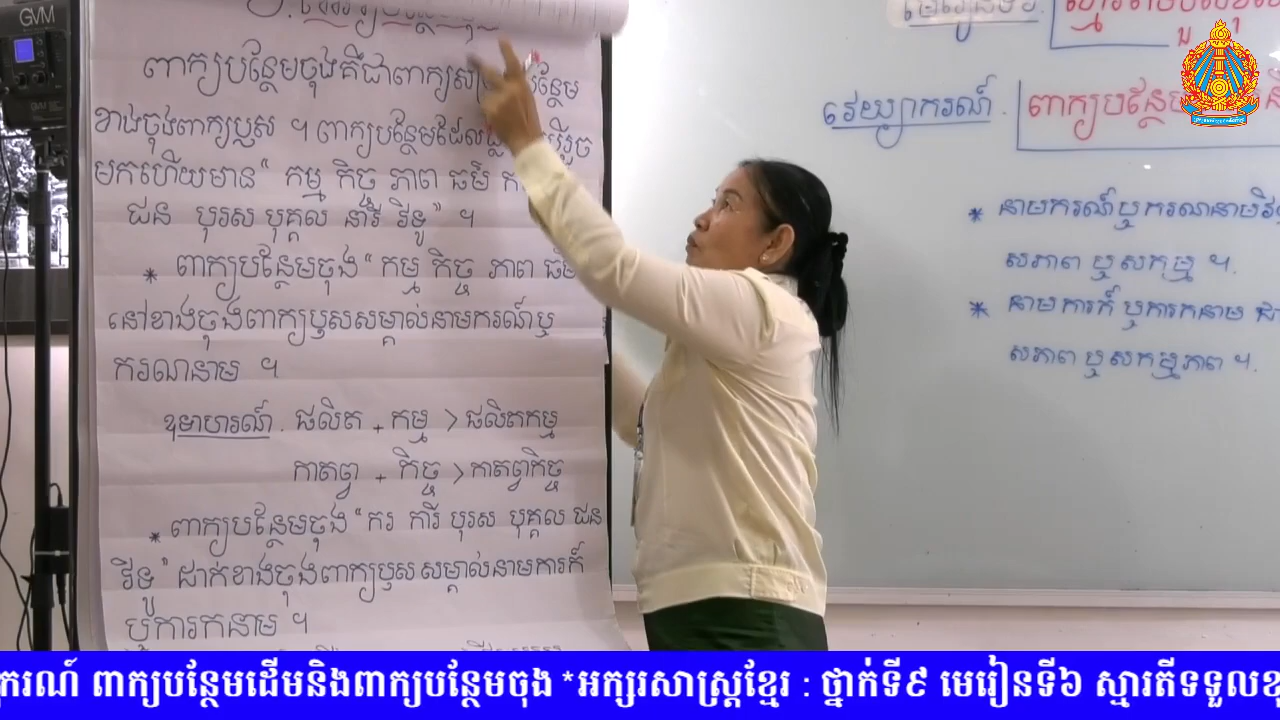 GVM
ពាក្យបន្ថែមចុងគឺជាពាក្យ
ខាងចុងពាក្យឫស ។ ពាក្យបន្ថែមដែល
មកហើយមាន " កម្ម កិច្ច ភាព ធម៌
ជន បុរស បុគ្គល នារី វិទូ " ។
* ពាក្យបន្ថែមចុង " កម្ម កិច្ច ភាព ធម៌
នៅខាងចុងពាក្យឫសសម្គាល់នាមករណ៍ឬ
ករណនាម ។
ឧទាហរណ៍ . ផលិត + កម្ម > ផលិតកម្ម
កាតព្វ + កិច្ច > កាតព្វកិច្ច
* ពាក្យបន្ថែមចុង " ករ ការី បុរស បុគ្គល ជន
វិទូ " ដាក់ខាងចុងពាក្យឫសសម្គាល់នាមការក៍
ឬការកនាម ។
មេរៀនទី៦ .
វេយ្យាករណ៍ . ពាក្យបន្ថែម
* នាមករណ៍ឬករណនាម
សភាព ឬសកម្ម ។
* នាមការក៍ ឬការកនាម
សភាព ឬសកម្មភាព ។
ករណ៍ ពាក្យបន្ថែមដើមនិងពាក្យបន្ថែមចុង *អក្សរសាស្ត្រខ្មែរ : ថ្នាក់ទី៩ មេរៀនទី៦ ស្មារតីទទួលខុ